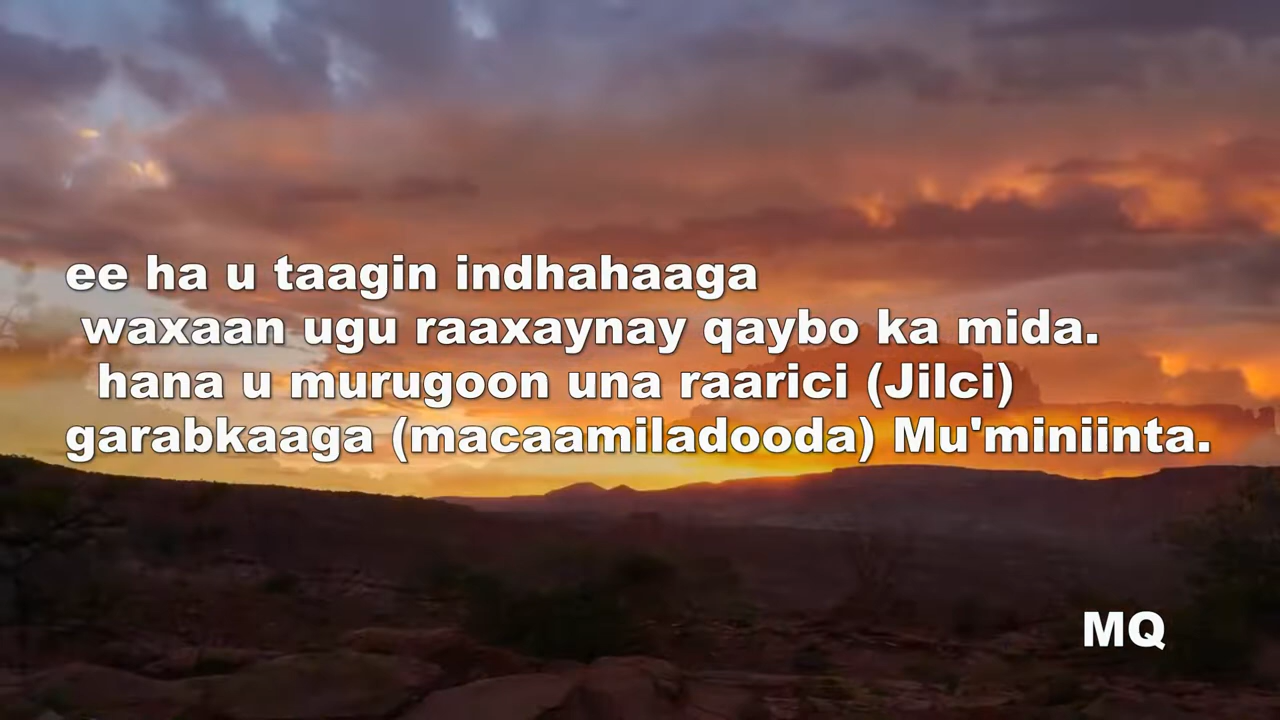 ee ha u taagin indhahaaga
waxaan ugu raaxaynay qaybo ka mida.
hana u murugoon una raarici (Jilci)
garabkaaga (macaamiladooda) Mu'miniinta.
MQ